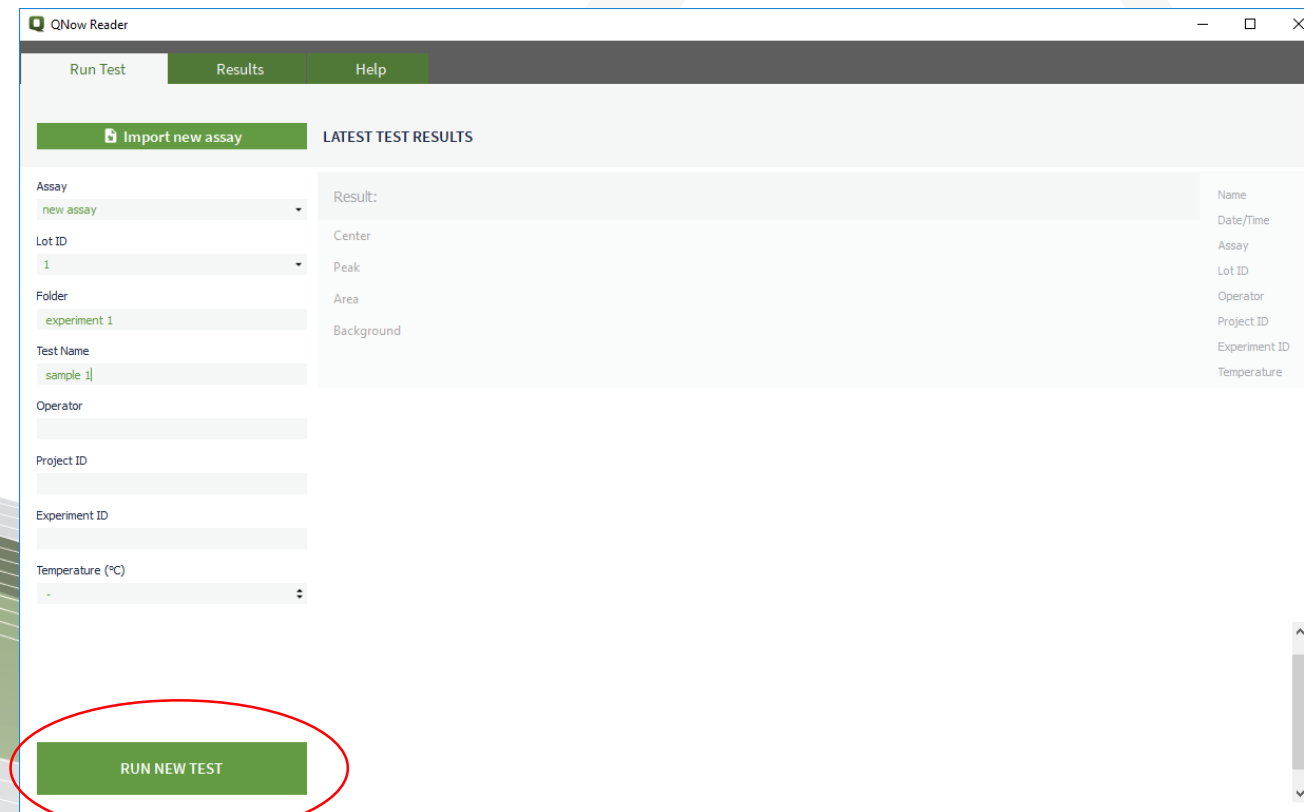 QNow Reader
Run Test
Results
Help
Import new assay
LATEST TEST RESULTS
Assay
new assay
Lot ID
1
Folder
experiment 1
Test Name
sample 1
Operator
Project ID
Experiment ID
Temperature (°C)
-
RUN NEW TEST
Result:
Center
Peak
Area
Background
Name
Date/Time
Assay
Lot ID
Operator
Project ID
Experiment ID
Temperature